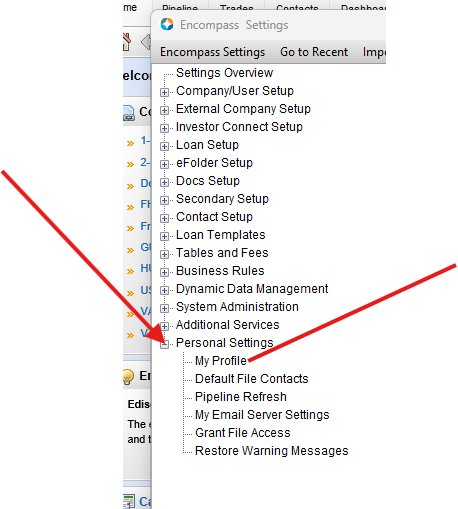 me Pipeline Trades Contacts Dashboar
Encompass Settings
Encompass Settings Go to Recent Impo
elcon
Settings Overview
Company/User Setup
Co
External Company Setup
Investor Connect Setup
1-
Loan Setup
2-
eFolder Setup
Do
Docs Setup
FH
Secondary Setup
Fr
Contact Setup
GU
Loan Templates
HU
Tables and Fees
US
Business Rules
VA
Dynamic Data Management
System Administration
Additional Services
Personal Settings
My Profile
En
Default File Contacts
Pipeline Refresh
Edis
My Email Server Settings
The e
Grant File Access
and t
Restore Warning Messages
Ca